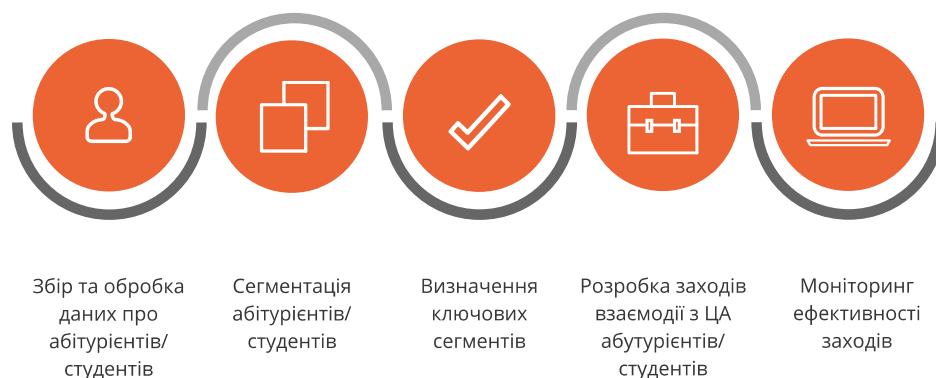 Збір та обробка
даних про
абітурієнтів/
студентів
Сегментація
абітурієнтів/
студентів
Визначення
ключових
сегментів
Розробка заходів
взаємодії з ЦА
абутурієнтів/
студентів
Моніторинг
ефективності
заходів